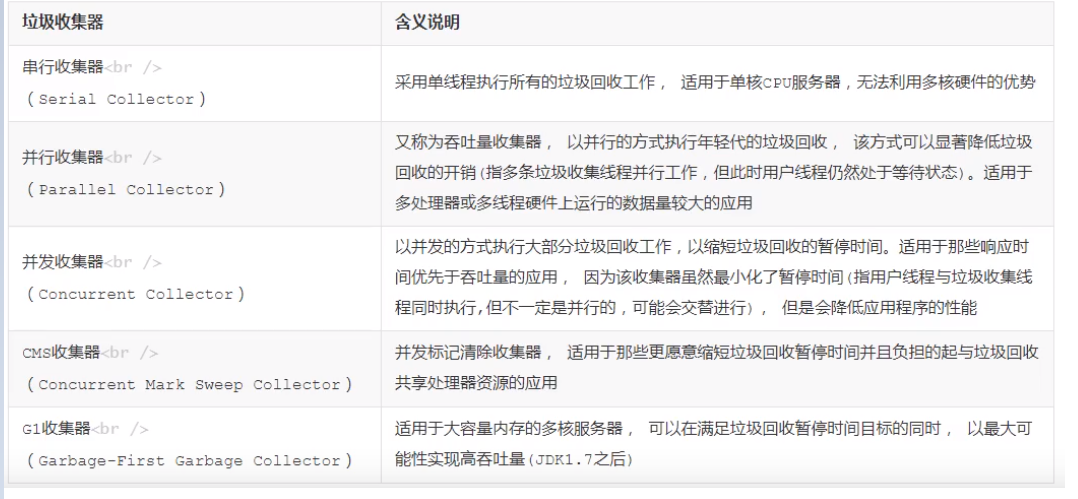 垃圾收集器
含义说明
串行收集器<br />
(Serial Collector)
采用单线程执行所有的垃圾回收工作， 适用于单核CPU服务器，无法利用多核硬件的优势
并行收集器<br />
(Parallel Collector)
又称为吞吐量收集器， 以并行的方式执行年轻代的垃圾回收， 该方式可以显著降低垃圾
回收的开销(指多条垃圾收集线程并行工作，但此时用户线程仍然处于等待状态)。适用于
多处理器或多线程硬件上运行的数据量较大的应用
并发收集器<br />
(Concurrent Collector)
以并发的方式执行大部分垃圾回收工作，以缩短垃圾回收的暂停时间。适用于那些响应时
间优先于吞吐量的应用， 因为该收集器虽然最小化了暂停时间(指用户线程与垃圾收集线
程同时执行,但不一定是并行的，可能会交替进行)， 但是会降低应用程序的性能
CMS收集器<br />
(Concurrent Mark Sweep Collector)
并发标记清除收集器， 适用于那些更愿意缩短垃圾回收暂停时间并且负担的起与垃圾回收
共享处理器资源的应用
G1收集器<br />
(Garbage-First Garbage Collector)
适用于大容量内存的多核服务器， 可以在满足垃圾回收暂停时间目标的同时， 以最大可
能性实现高吞吐量(JDK1.7之后)